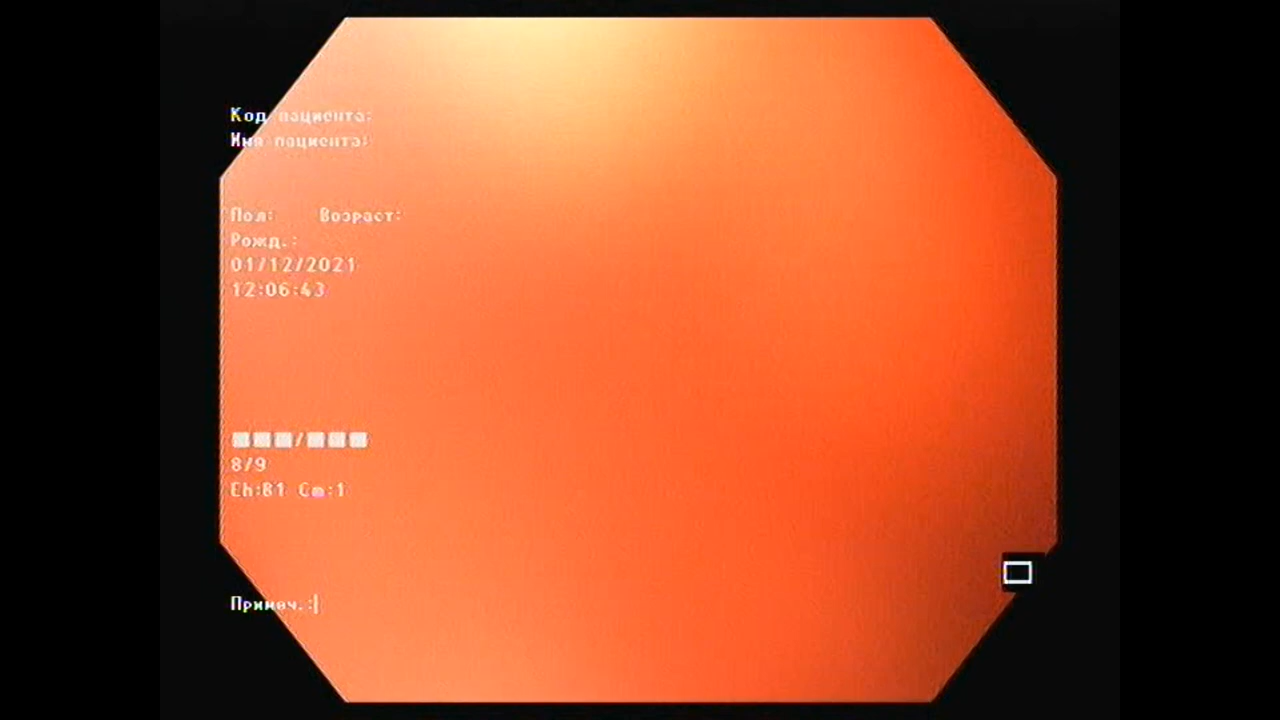 Код пациента:
Имя пациента:
Пол: Возраст:
Рожд.:
01/12/2021
12:06:43
■■■/■■■
8/9
Eh:B1 Cm:1
Примеч.: